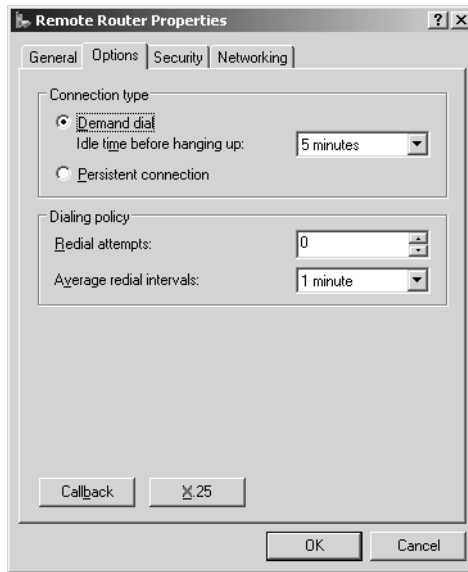 Remote Router Properties
General Options Security Networking
Connection type
Demand dial
Idle time before hanging up: 5 minutes
Persistent connection
Dialing policy
Redial attempts: 0
Average redial intervals: 1 minute
Callback X.25
OK Cancel